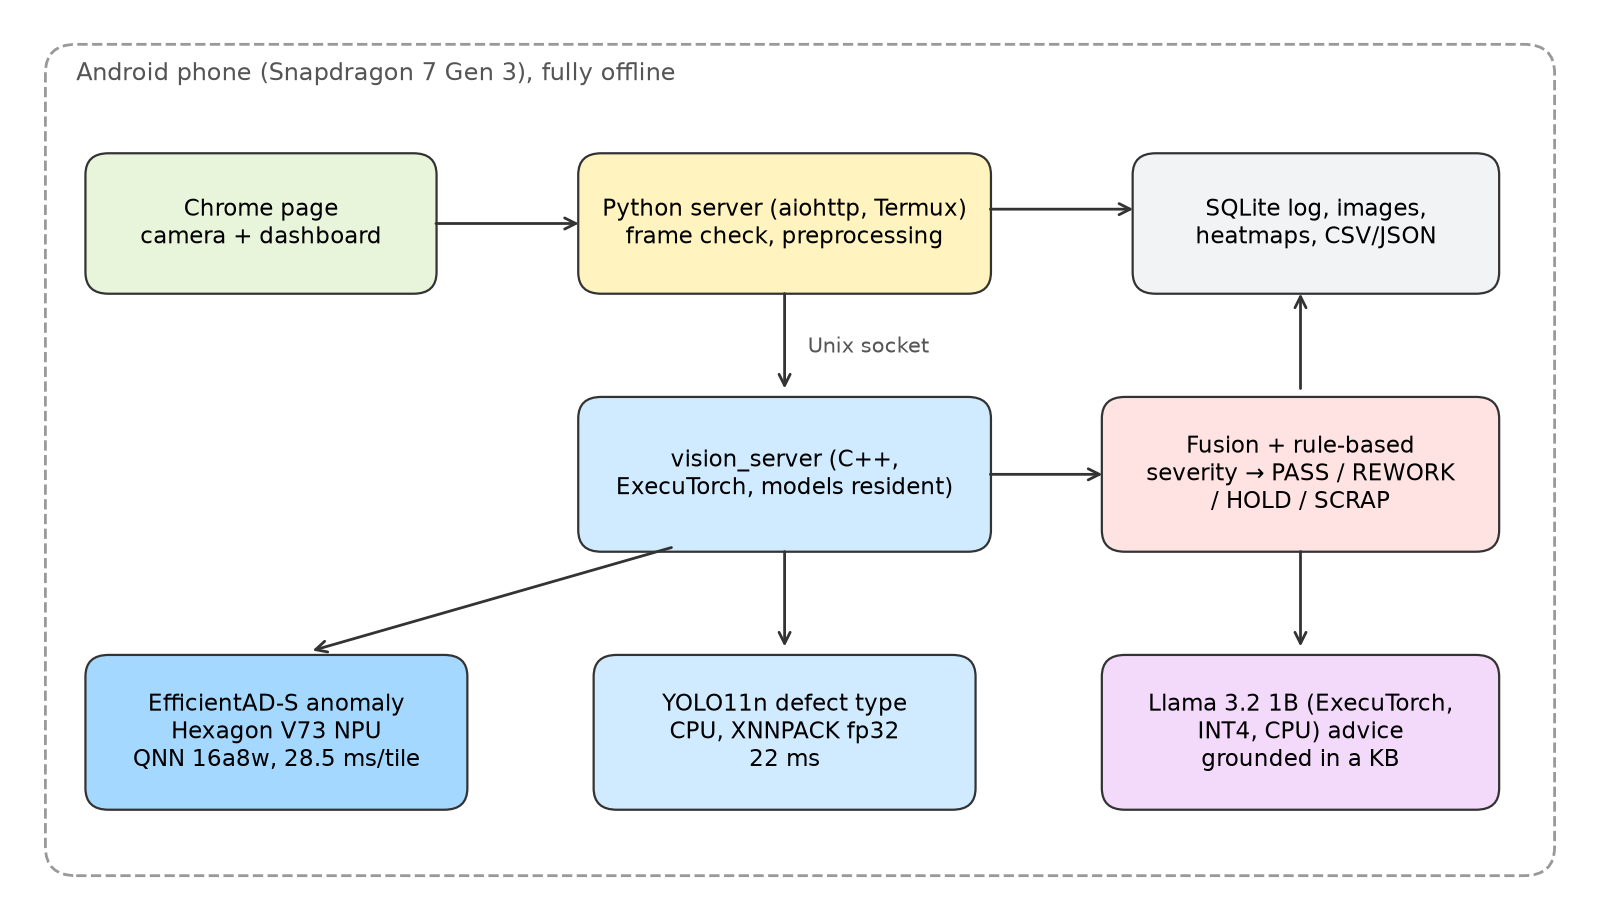 Android phone (Snapdragon 7 Gen 3), fully offline
Chrome page
camera + dashboard
Python server (aiohttp, Termux)
frame check, preprocessing
SQLite log, images,
heatmaps, CSV/JSON
Unix socket
vision_server (C++,
ExecuTorch, models resident)
Fusion + rule-based
severity → PASS / REWORK
/ HOLD / SCRAP
EfficientAD-S anomaly
Hexagon V73 NPU
QNN 16a8w, 28.5 ms/tile
YOLO11n defect type
CPU, XNNPACK fp32
22 ms
Llama 3.2 1B (ExecuTorch,
INT4, CPU) advice
grounded in a KB